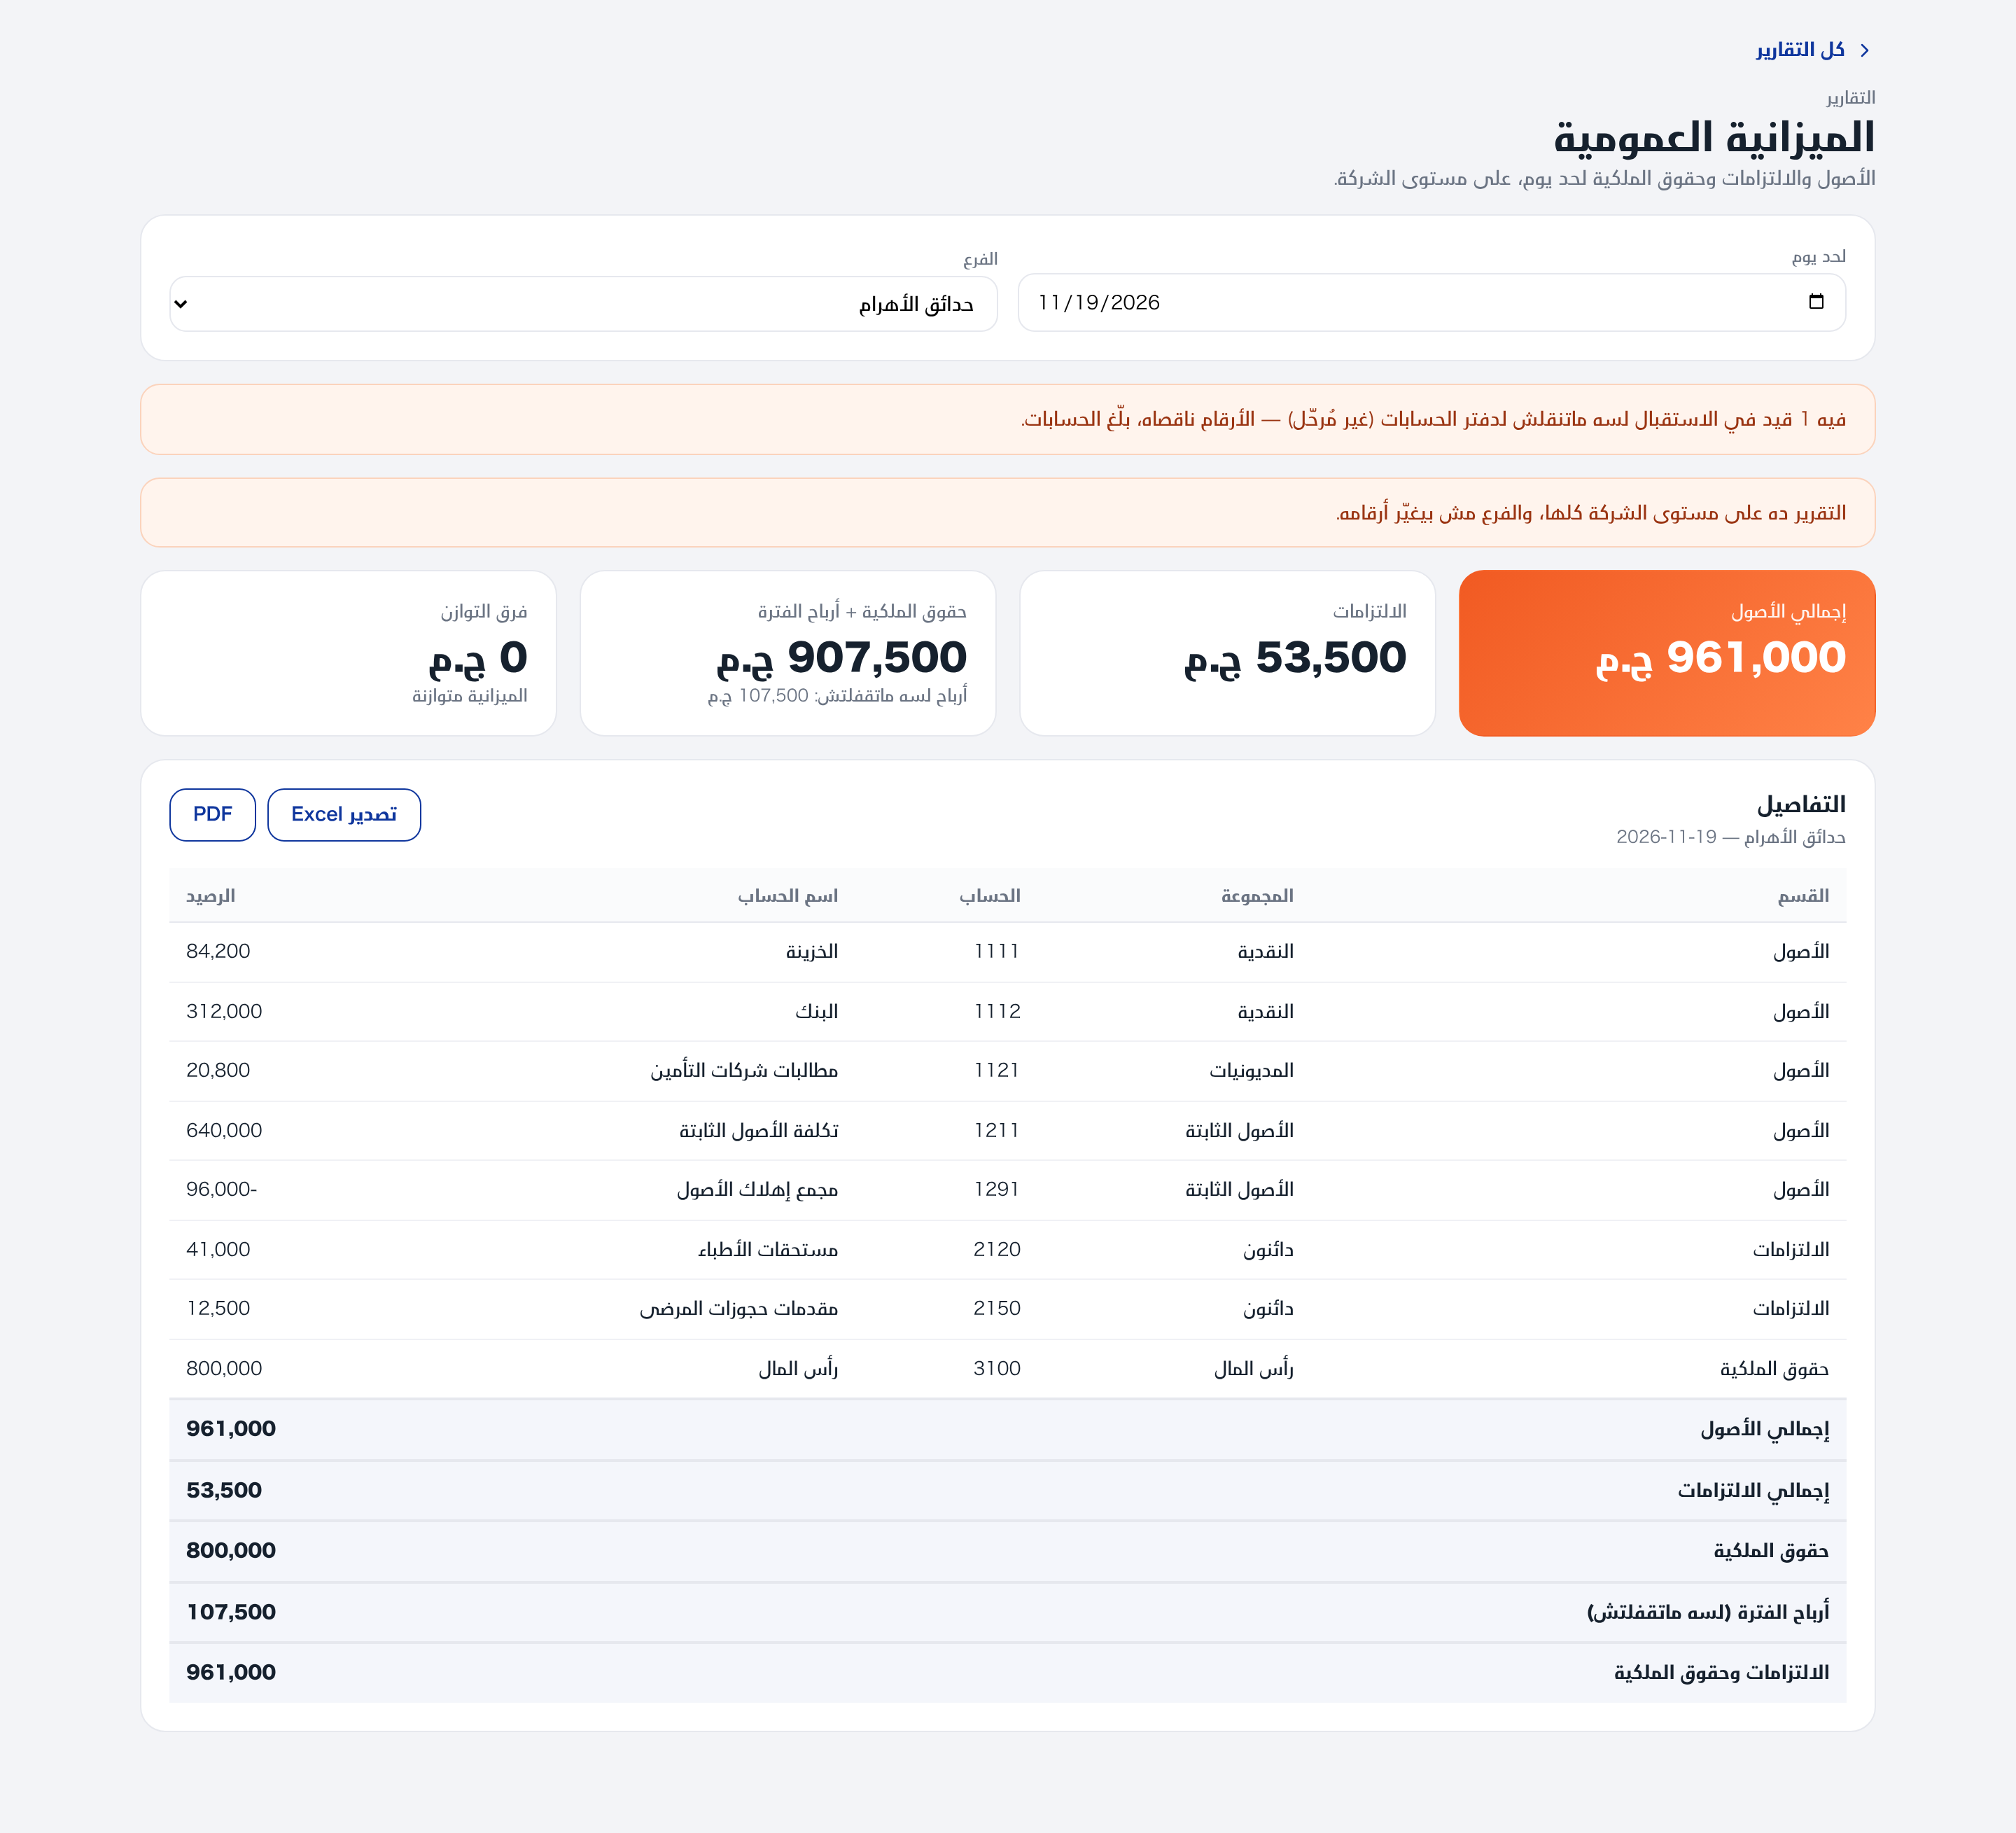 كل التقارير
التقارير
الميزانية العمومية
الأصول والالتزامات وحقوق الملكية لحد يوم، على مستوى الشركة.
لحد يوم
11/19/2026
الفرع
حدائق الأهرام
فيه 1 قيد في الاستقبال لسه ماتنقلش لدفتر الحسابات (غير مُرحّل) — الأرقام ناقصاه، بلّغ الحسابات.
التقرير ده على مستوى الشركة كلها، والفرع مش بيغيّر أرقامه.
إجمالي الأصول
961,000 ج.م
الالتزامات
53,500 ج.م
حقوق الملكية + أرباح الفترة
907,500 ج.م
أرباح لسه ماتقفلتش: 107,500 ج.م
فرق التوازن
0 ج.م
الميزانية متوازنة
التفاصيل
حدائق الأهرام — 2026-11-19
تصدير Excel
PDF
القسم المجموعة الحساب اسم الحساب الرصيد
الأصول النقدية 1111 الخزينة 84,200
الأصول النقدية 1112 البنك 312,000
الأصول المديونيات 1121 مطالبات شركات التأمين 20,800
الأصول الأصول الثابتة 1211 تكلفة الأصول الثابتة 640,000
الأصول الأصول الثابتة 1291 مجمع إهلاك الأصول 96,000-
الالتزامات دائنون 2120 مستحقات الأطباء 41,000
الالتزامات دائنون 2150 مقدمات حجوزات المرضى 12,500
حقوق الملكية رأس المال 3100 رأس المال 800,000
إجمالي الأصول 961,000
إجمالي الالتزامات 53,500
حقوق الملكية 800,000
أرباح الفترة (لسه ماتقفلتش) 107,500
الالتزامات وحقوق الملكية 961,000